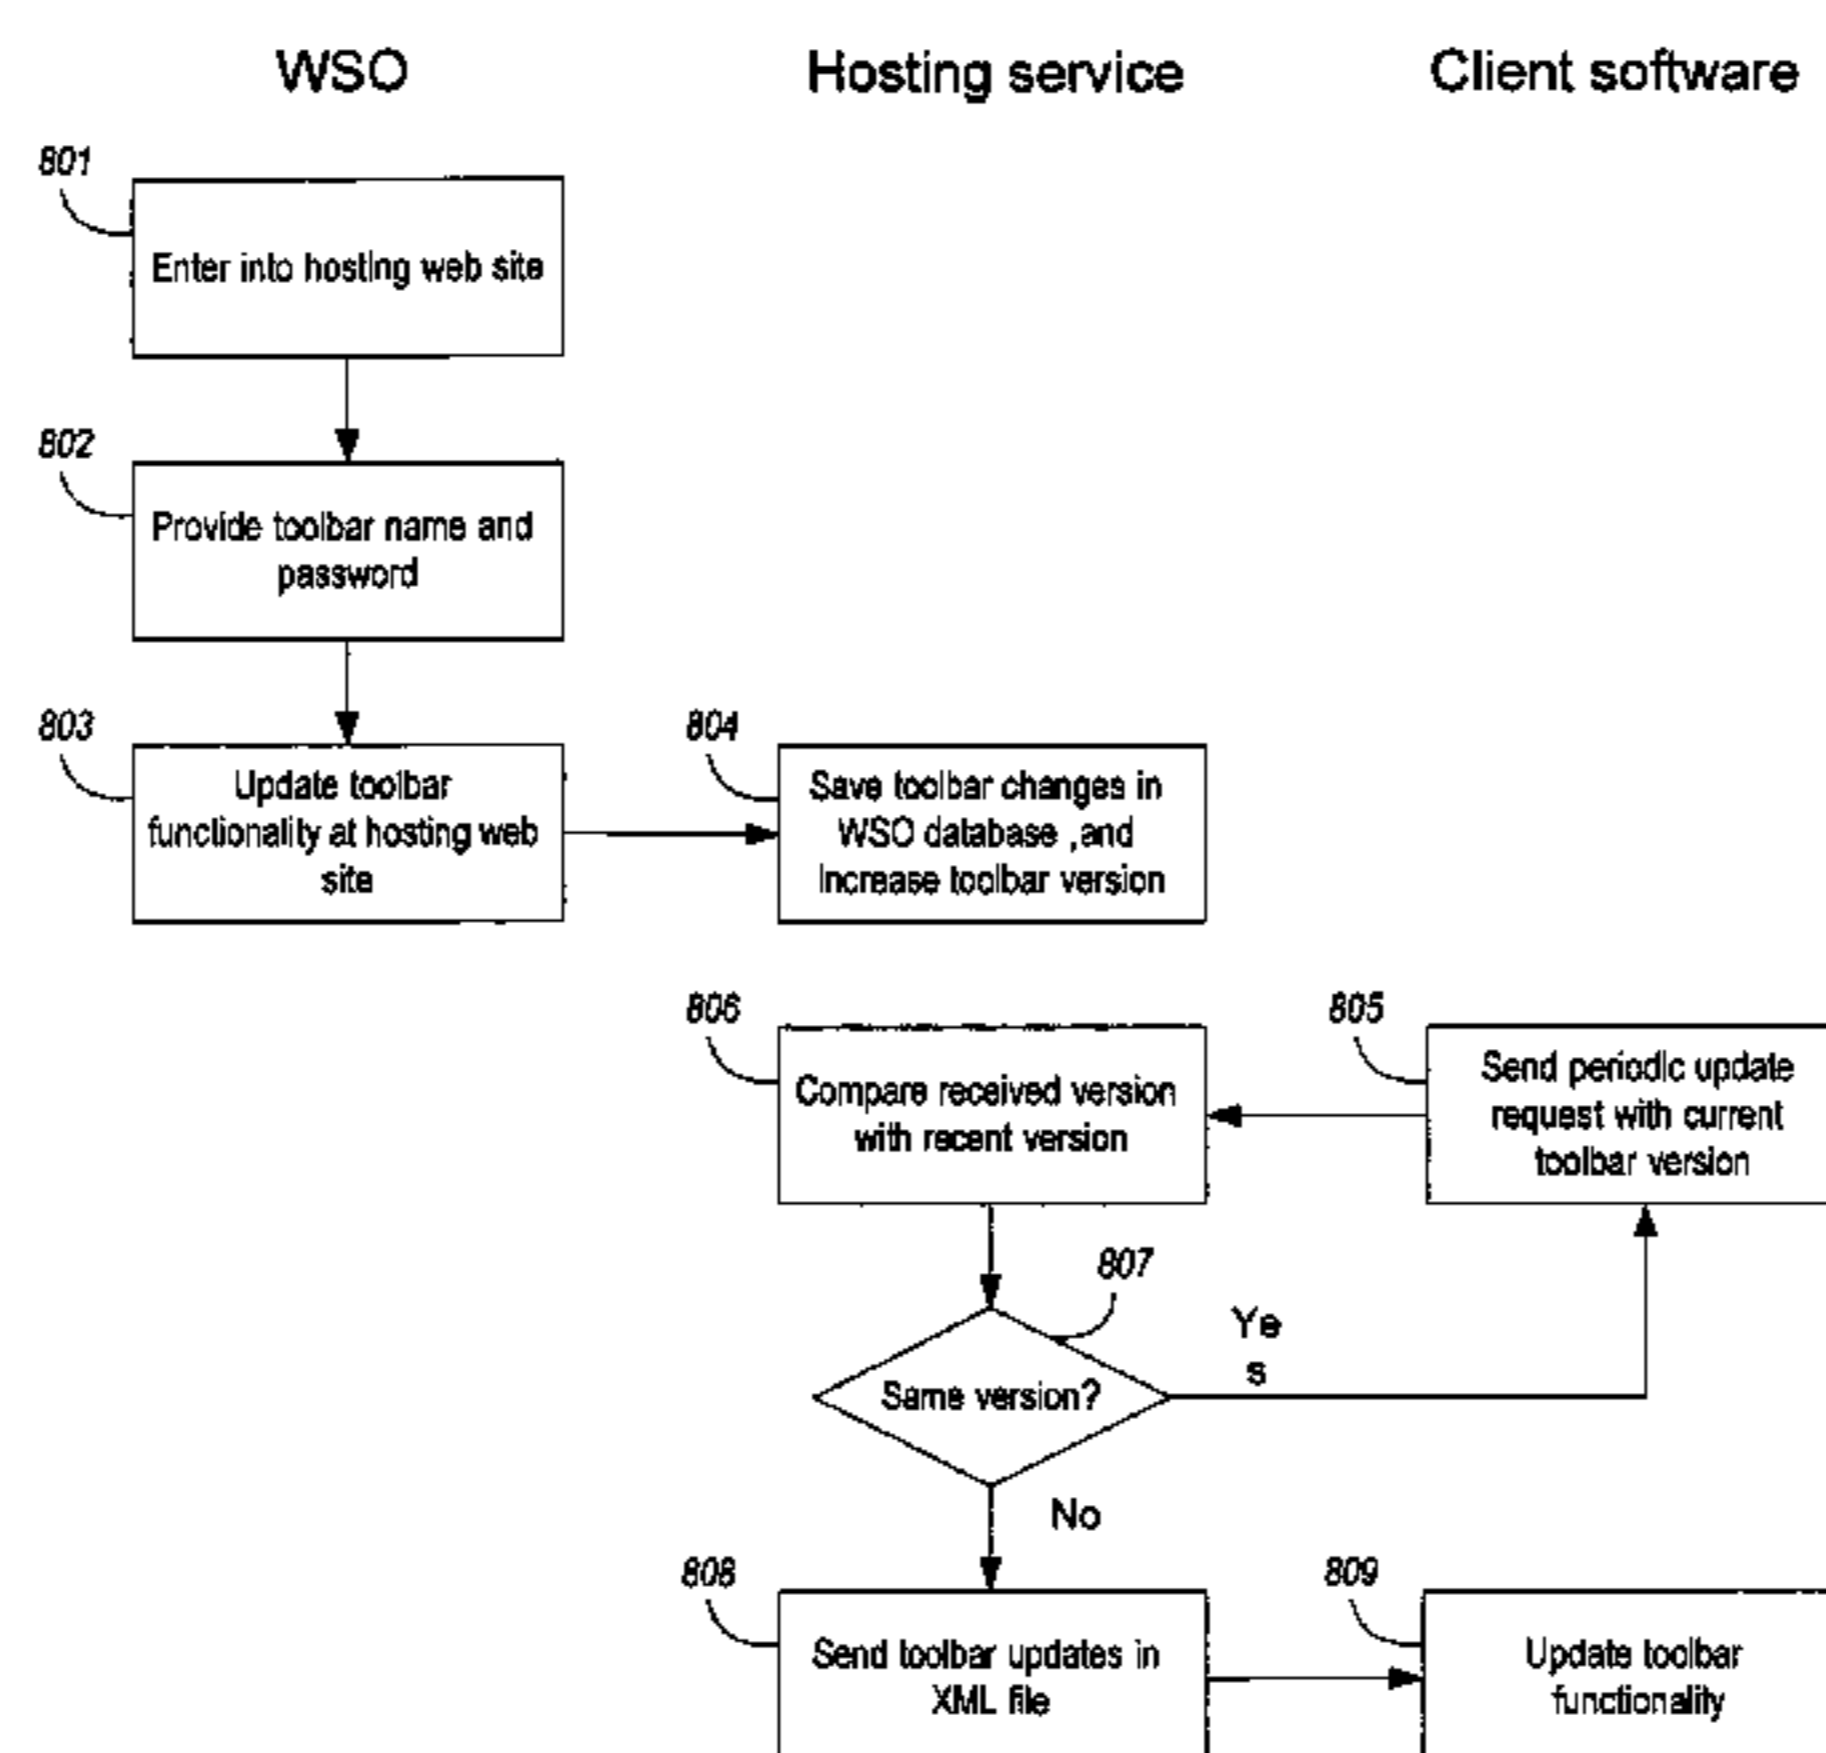 WSO
Hosting service
Client software
801
Enter into hosting web site
802
Provide toolbar name and
password
803
Update toolbar
functionality at hosting web
site
804
Save toolbar changes in
WSO database ,and
Increase toolbar version
806
Compare received version
with recent version
805
Send periodic update
request with current
toolbar version
807
Same version?
Ye
s
No
808
Send toolbar updates in
XML file
809
Update toolbar
functionality